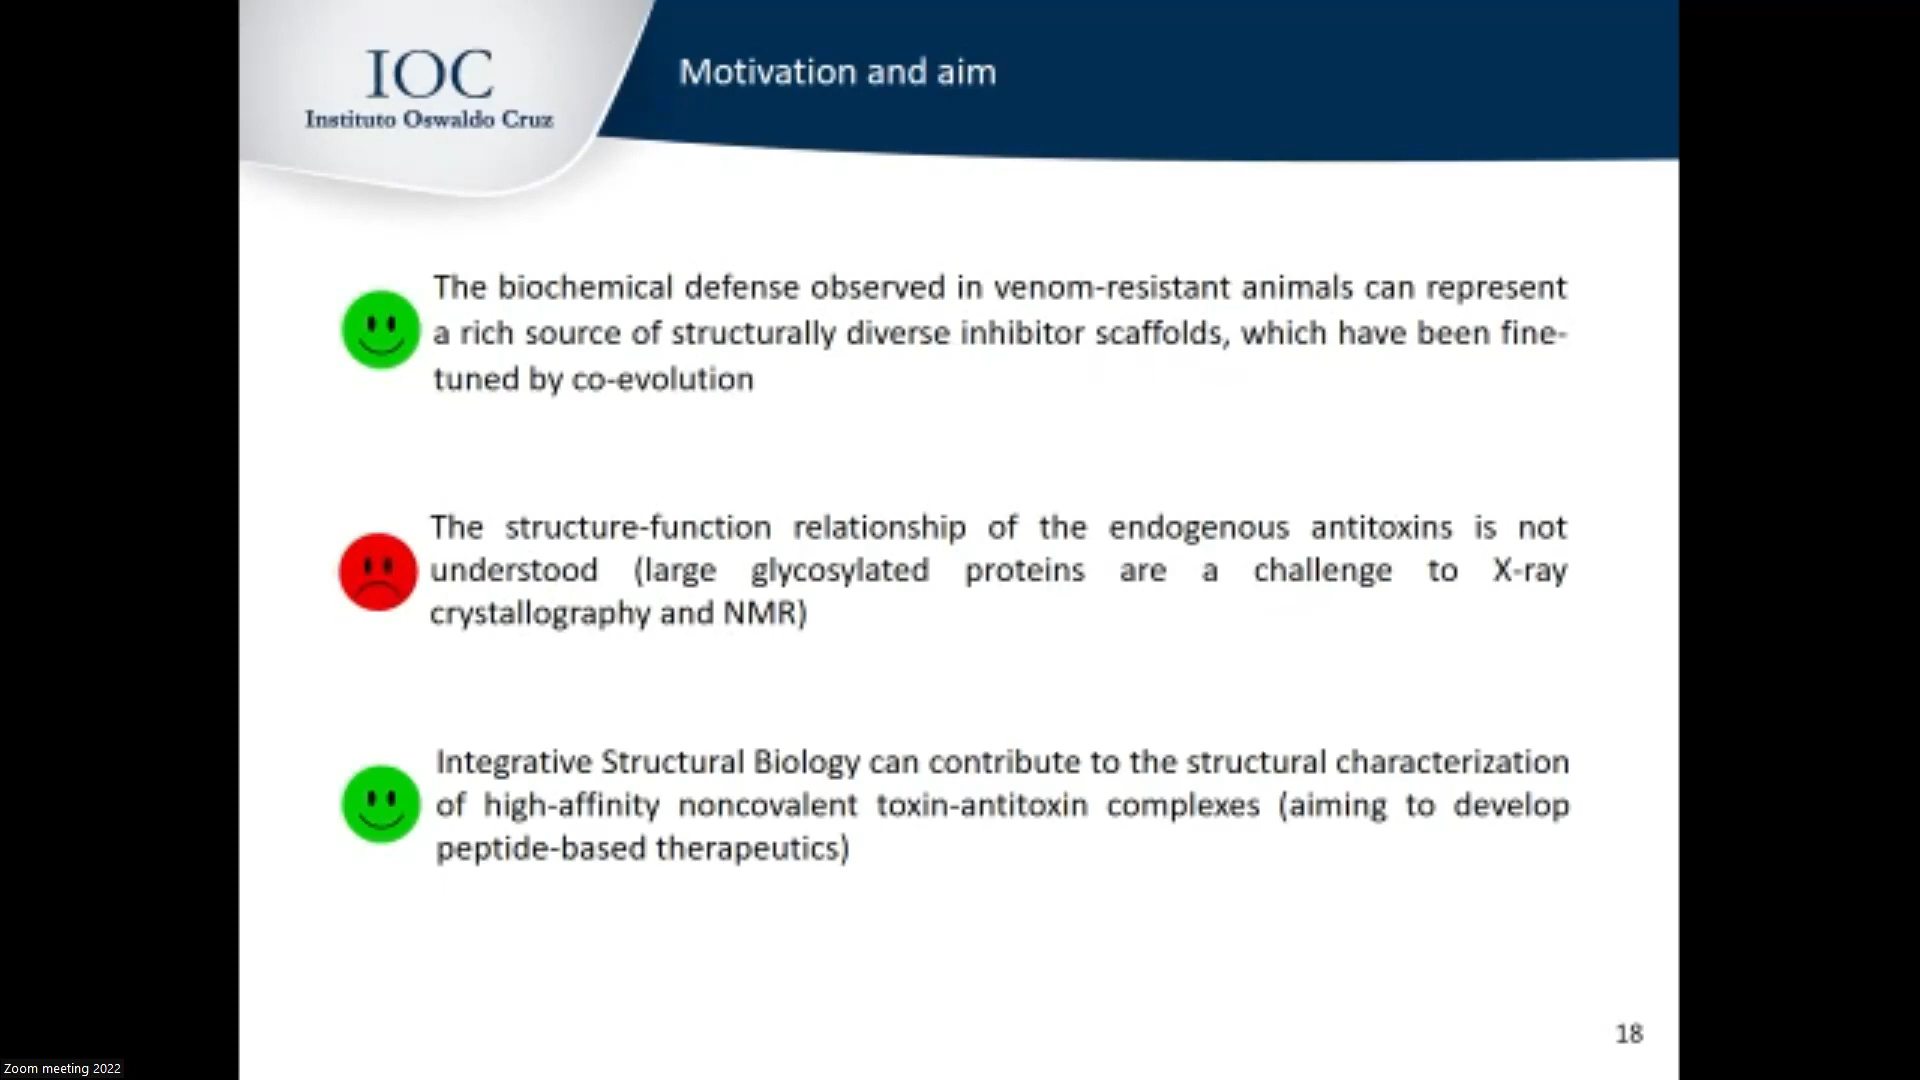 IOC
Instituto Oswaldo Cruz
Motivation and aim
The biochemical defense observed in venom-resistant animals can represent
a rich source of structurally diverse inhibitor scaffolds, which have been fine-
tuned by co-evolution
The structure-function relationship of the endogenous antitoxins is not
understood (large glycosylated proteins are a challenge to X-ray
crystallography and NMR)
Integrative Structural Biology can contribute to the structural characterization
of high-affinity noncovalent toxin-antitoxin complexes (aiming to develop
peptide-based therapeutics)
18
Zoom meeting 2022